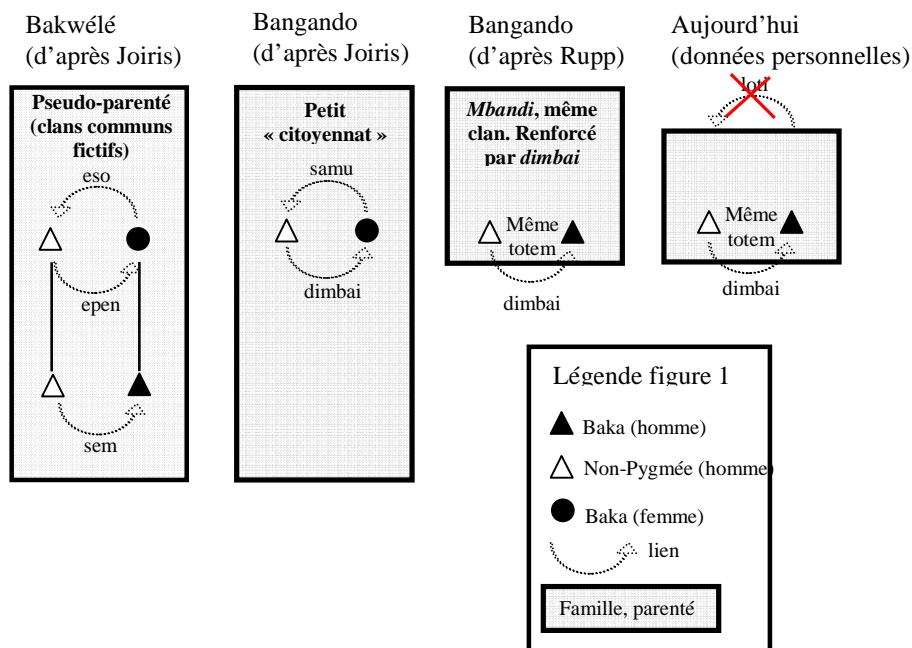 Bakwélé
(d'après Joiris)
Pseudo-parenté
(clans communs
fictifs)
eso
epen
sem
Bangando
(d'après Joiris)
Petit
« citoyennat »
samu
dimbai
Bangando
(d'après Rupp)
Mbandi, même
clan. Renforcé
par dimbai
Même
totem
dimbai
Aujourd'hui
(données personnelles)
loti
Même
totem
dimbai
Légende figure 1
Baka (homme)
Non-Pygmée (homme)
Baka (femme)
lien
Famille, parenté